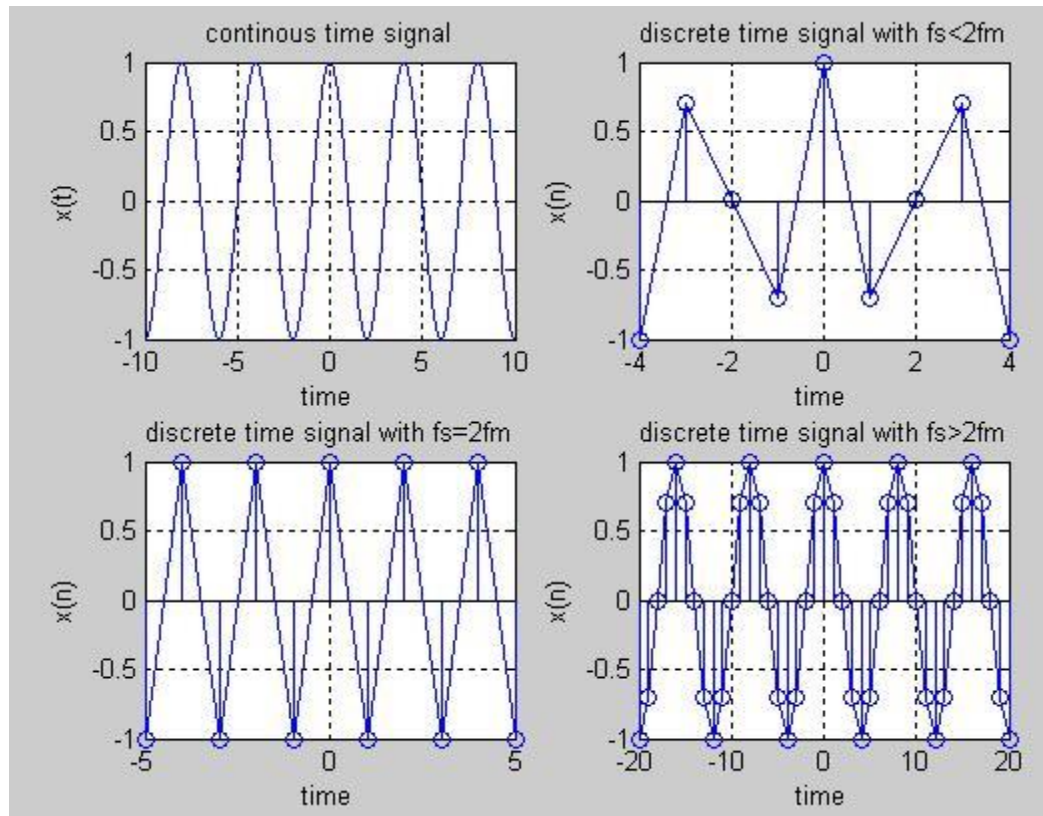 continous time signal
1
0.5
0
-0.5
-1
x(t)
-10 -5 0 5 10
time
discrete time signal with fs<2fm
1
0.5
0
-0.5
-1
x(n)
-4 -2 0 2 4
time
discrete time signal with fs=2fm
1
0.5
0
-0.5
-1
x(n)
-5 0 5
time
discrete time signal with fs>2fm
1
0.5
0
-0.5
-1
x(n)
-20 -10 0 10 20
time